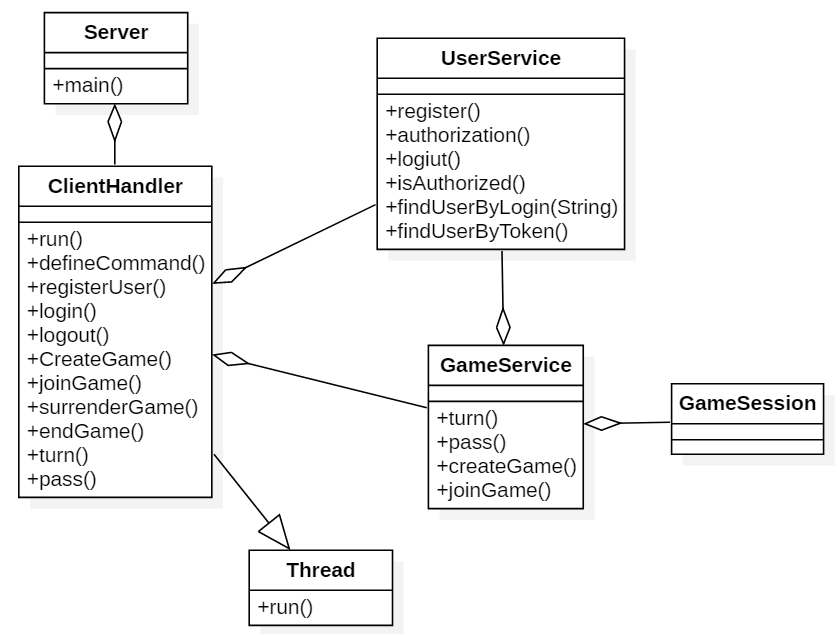 Server
+main()
UserService
+register()
+authorization()
+logiut()
+isAuthorized()
+findUserByLogin(String)
+findUserByToken()
ClientHandler
+run()
+defineCommand()
+registerUser()
+login()
+logout()
+CreateGame()
+joinGame()
+surrenderGame()
+endGame()
+turn()
+pass()
GameService
+turn()
+pass()
+createGame()
+joinGame()
GameSession
Thread
+run()